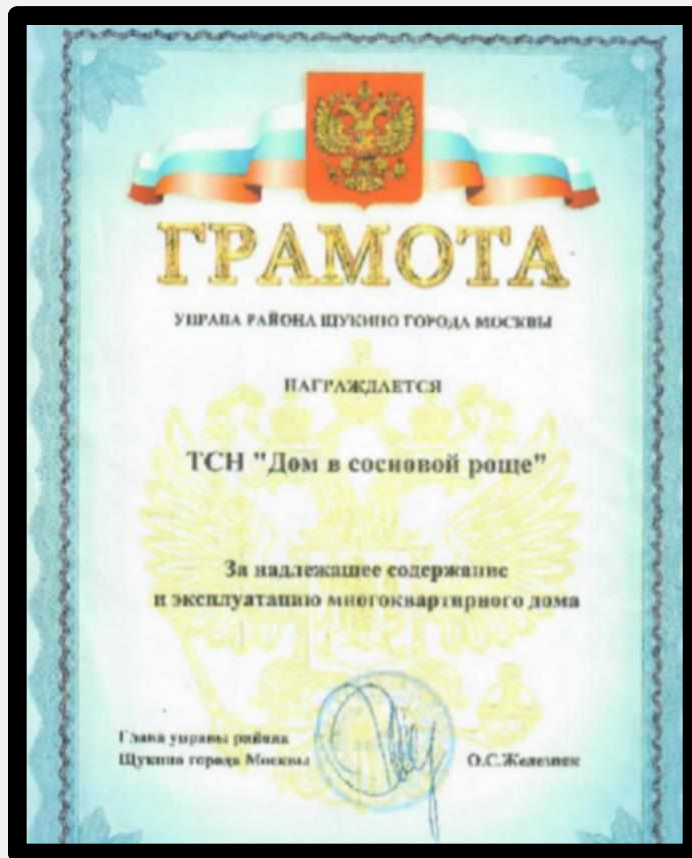 ГРАМОТА
УПРАВА РАЙОНА ЩУКИНО ГОРОДА МОСКВЫ
НАГРАЖДАЕТСЯ
ТСН "Дом в сосновой роще"
За надлежащее содержание
и эксплуатацию многоквартирного дома
Глава управы района
Щукино города Москвы
О.С.